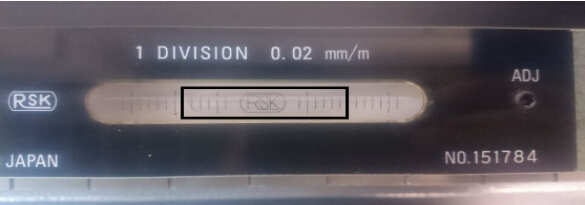 1 DIVISION 0.02 mm/m
ADJ
RSK
RSK
JAPAN
NO.151784